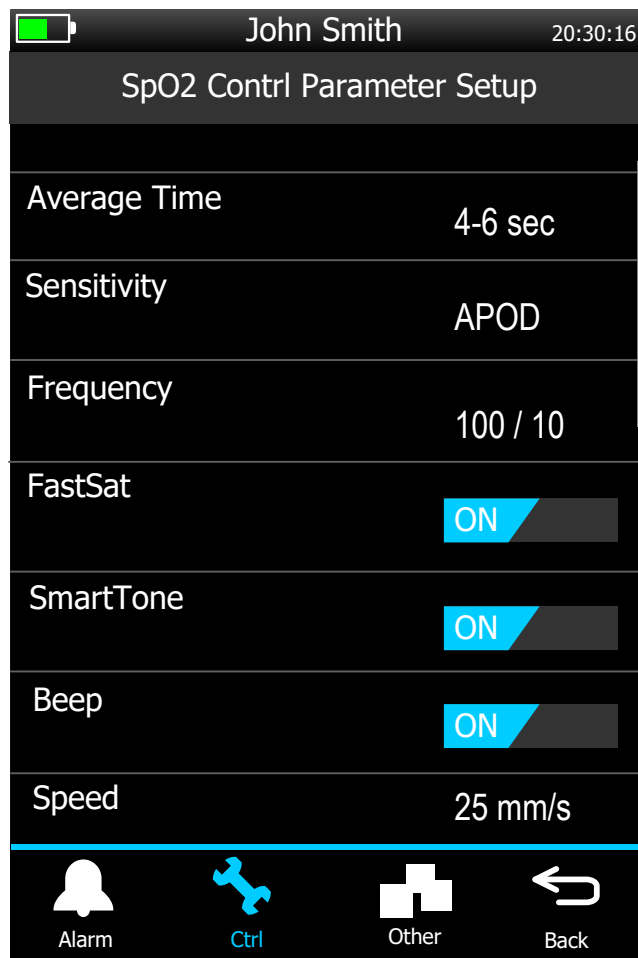 John Smith 20:30:16
SpO2 Contrl Parameter Setup
Average Time
4-6 sec
Sensitivity
APOD
Frequency
100 / 10
FastSat
ON
SmartTone
ON
Beep
ON
Speed
25 mm/s
Alarm Ctrl Other Back